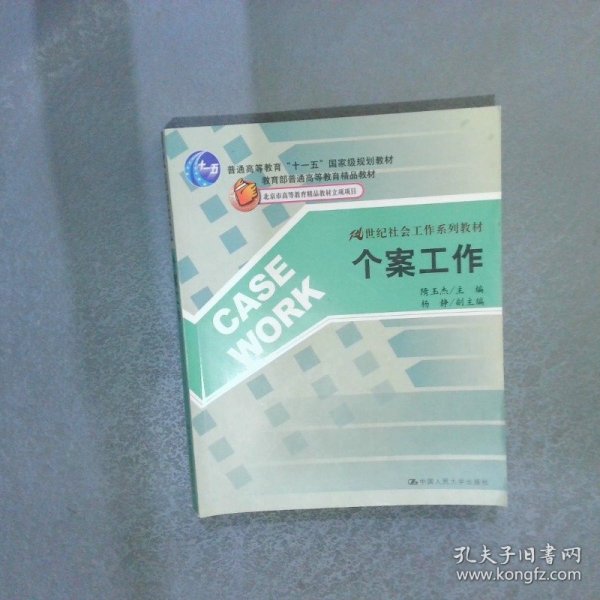 十一五
普通高等教育“十一五”国家级规划教材
教育部普通高等教育精品教材
北京市高等教育精品教材立项项目
21世纪社会工作系列教材
个案工作
隋玉杰/主 编
杨 静/副主编
CASE
WORK
中国人民大学出版社
孔夫子旧书网
www.kongfz.com